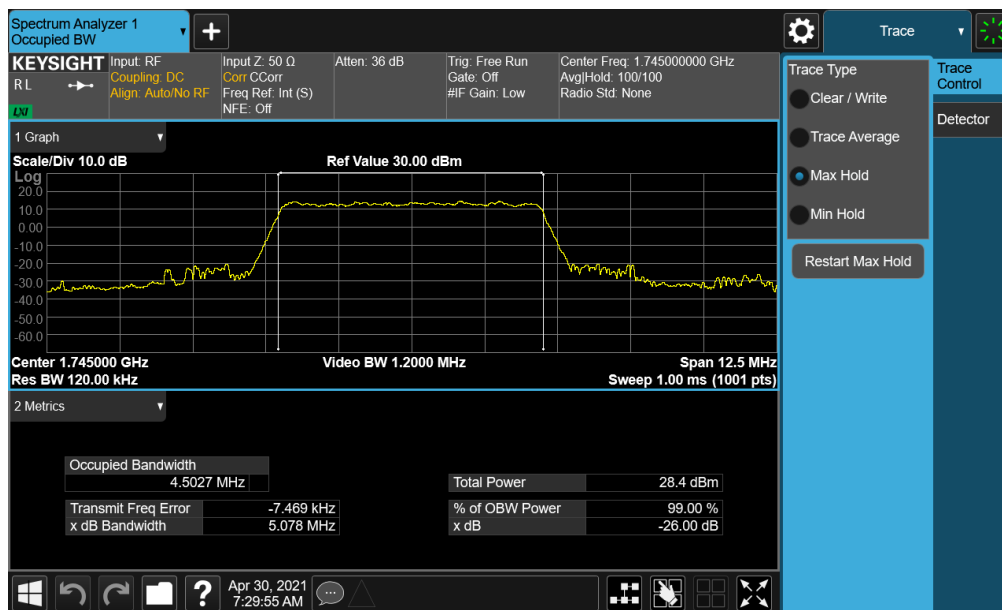 Spectrum Analyzer 1
Occupied BW
+
Trace
KEYSIGHT
RL
LXI
Input: RF
Coupling: DC
Align: Auto/No RF
Input Z: 50 Ω
Corr CCorr
Freq Ref: Int (S)
NFE: Off
Atten: 36 dB
Trig: Free Run
Gate: Off
#IF Gain: Low
Center Freq: 1.745000000 GHz
Avg|Hold: 100/100
Radio Std: None
Trace Type
Clear / Write
Trace Average
Max Hold
Min Hold
Restart Max Hold
Trace
Control
Detector
1 Graph
Scale/Div 10.0 dB
Ref Value 30.00 dBm
Log
20.0
10.0
0.00
-10.0
-20.0
-30.0
-40.0
-50.0
-60.0
Center 1.745000 GHz
Video BW 1.2000 MHz
Span 12.5 MHz
Res BW 120.00 kHz
Sweep 1.00 ms (1001 pts)
2 Metrics
Occupied Bandwidth
4.5027 MHz
Total Power 28.4 dBm
Transmit Freq Error -7.469 kHz
% of OBW Power 99.00 %
x dB Bandwidth 5.078 MHz
x dB -26.00 dB
?
Apr 30, 2021
7:29:55 AM